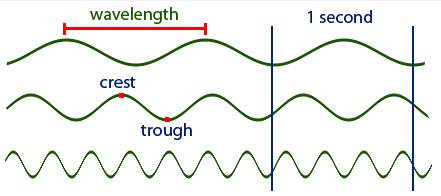 wavelength
1 second
crest
trough